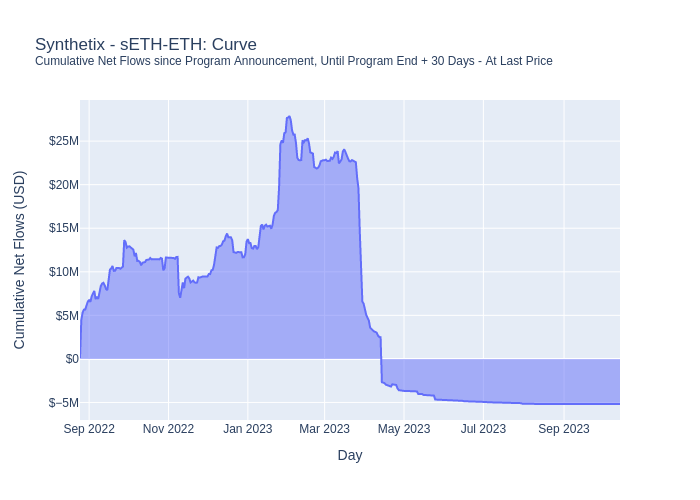 Synthetix - sETH-ETH: Curve
Cumulative Net Flows since Program Announcement, Until Program End + 30 Days - At Last Price
Cumulative Net Flows (USD)
$25M
$20M
$15M
$10M
$5M
$0
$−5M
Sep 2022 Nov 2022 Jan 2023 Mar 2023 May 2023 Jul 2023 Sep 2023
Day